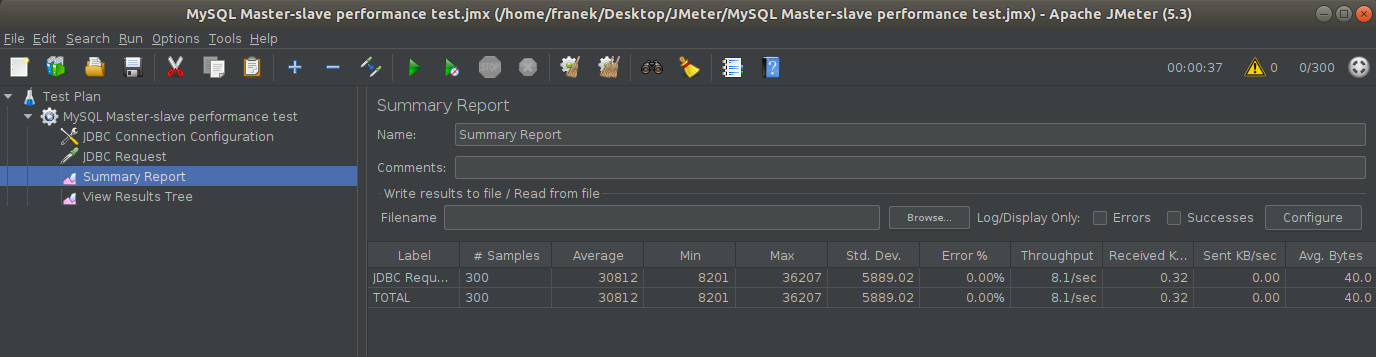 MySQL Master-slave performance test.jmx (/home/franek/Desktop/JMeter/MySQL Master-slave performance test.jmx) - Apache JMeter (5.3)
File Edit Search Run Options Tools Help
STOP 00:00:37 0 0/300
Test Plan
MySQL Master-slave performance test
JDBC Connection Configuration
JDBC Request
Summary Report
View Results Tree
Summary Report
Name: Summary Report
Comments:
Write results to file / Read from file
Filename Browse... Log/Display Only: Errors Successes Configure
Label # Samples Average Min Max Std. Dev. Error % Throughput Received K... Sent KB/sec Avg. Bytes
JDBC Requ... 300 30812 8201 36207 5889.02 0.00% 8.1/sec 0.32 0.00 40.0
TOTAL 300 30812 8201 36207 5889.02 0.00% 8.1/sec 0.32 0.00 40.0